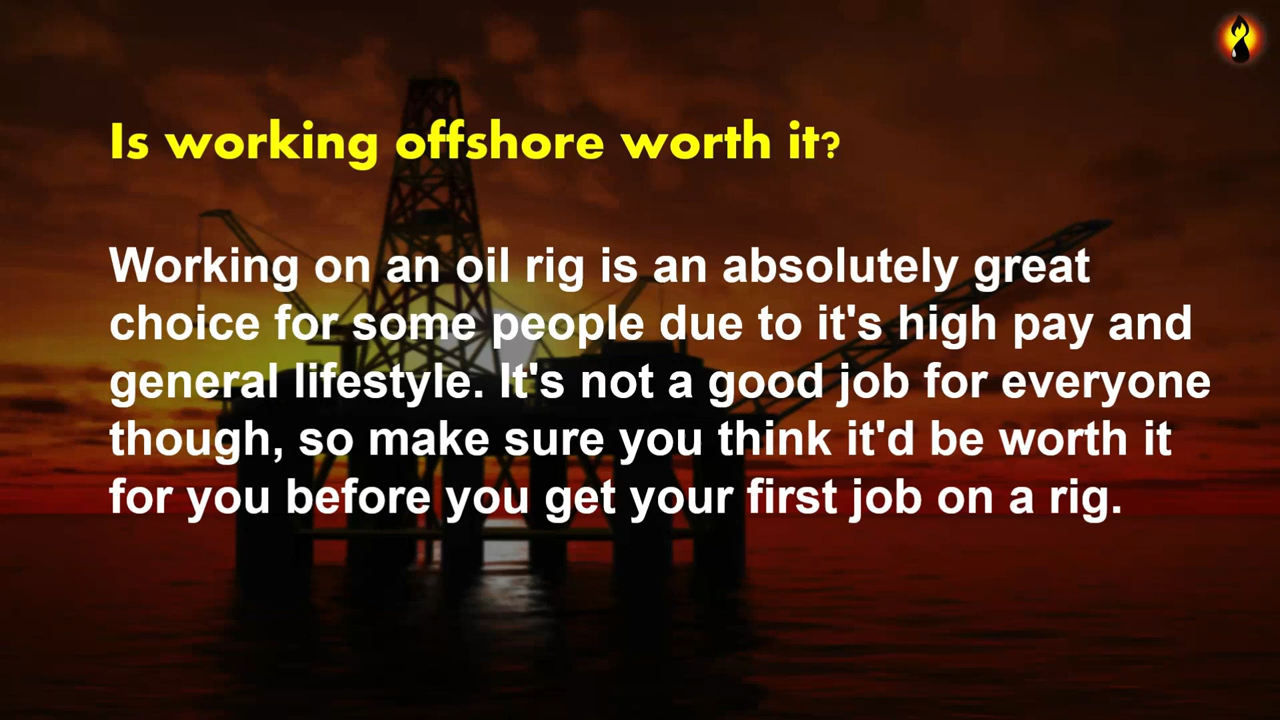 Is working offshore worth it?
Working on an oil rig is an absolutely great
choice for some people due to it's high pay and
general lifestyle. It's not a good job for everyone
though, so make sure you think it'd be worth it
for you before you get your first job on a rig.